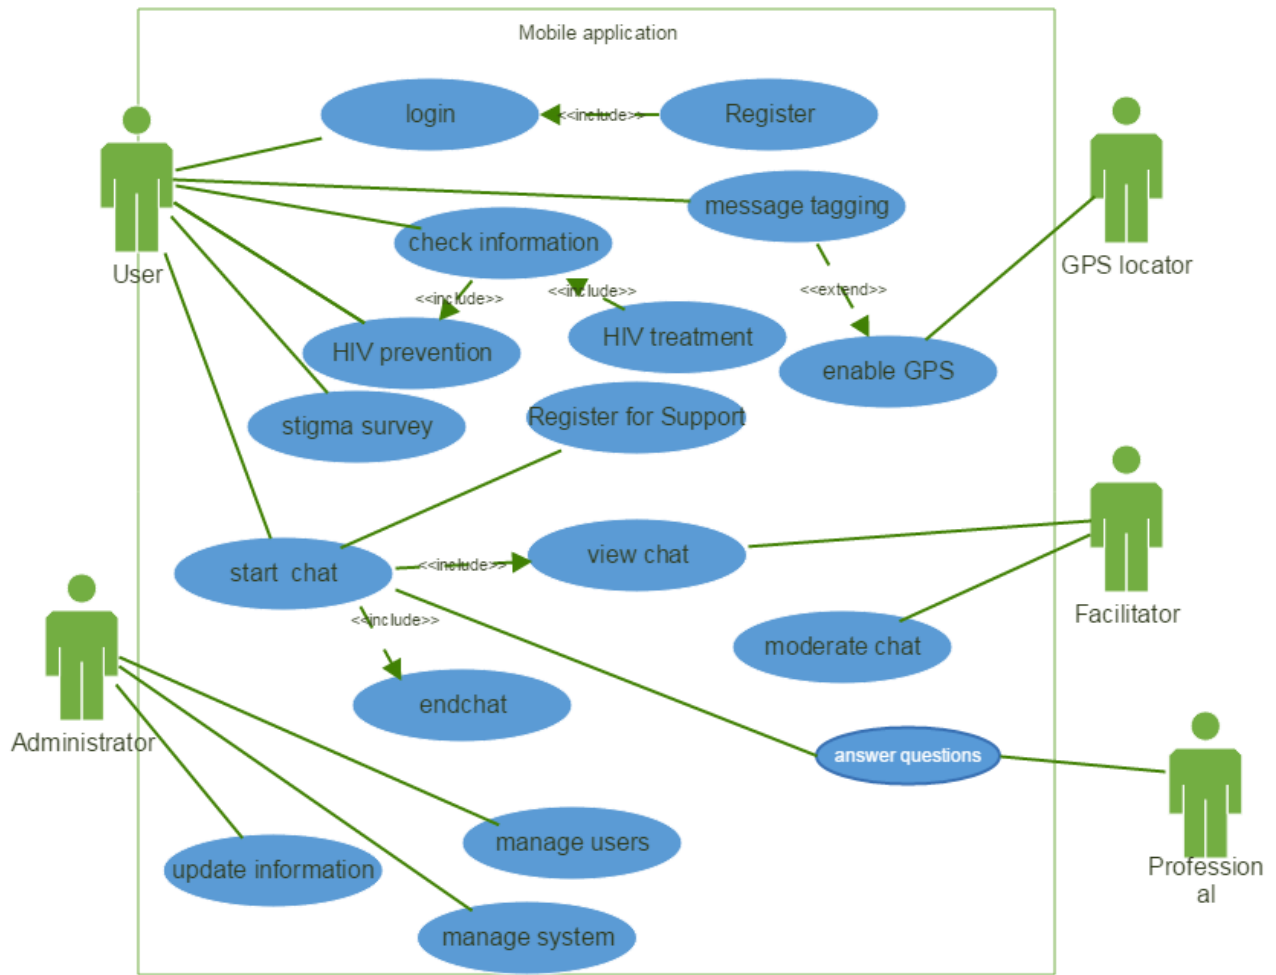 Mobile application
login
<<include>>
Register
message tagging
User
check information
GPS locator
<<include>>
<<include>>
<<extend>>
HIV prevention
HIV treatment
enable GPS
stigma survey
Register for Support
start  chat
<<include>>
view chat
Facilitator
<<include>>
moderate chat
endchat
Administrator
answer questions
manage users
update information
Profession
al
manage system